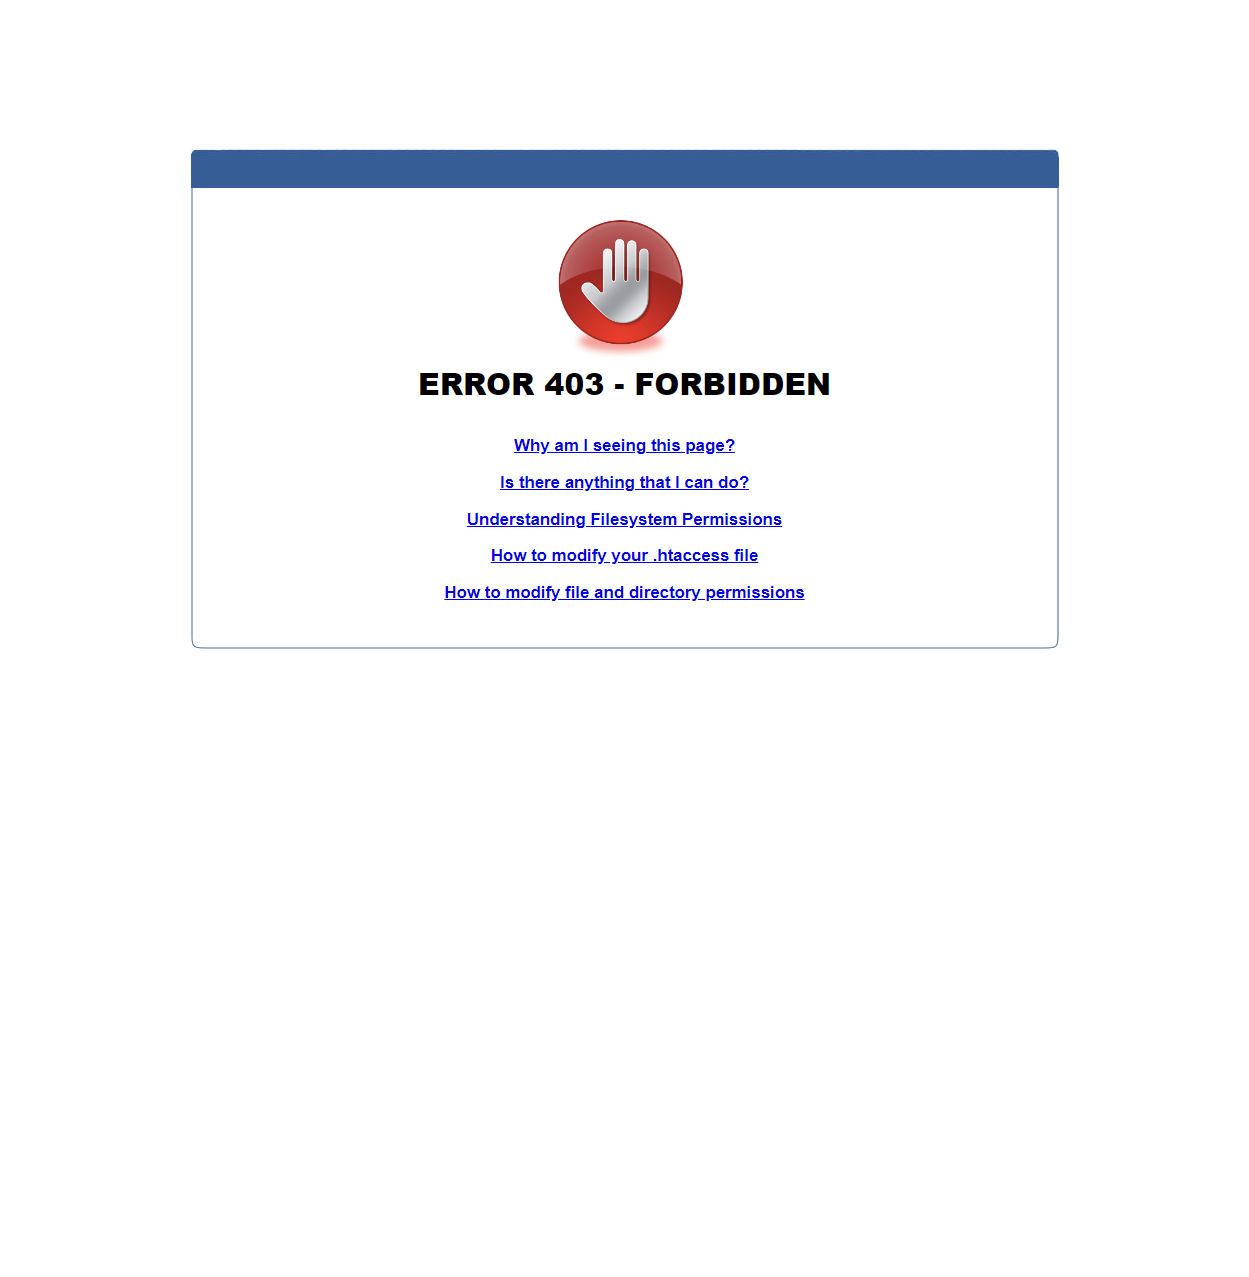 ERROR 403 - FORBIDDEN
Why am I seeing this page?
Is there anything that I can do?
Understanding Filesystem Permissions
How to modify your .htaccess file
How to modify file and directory permissions